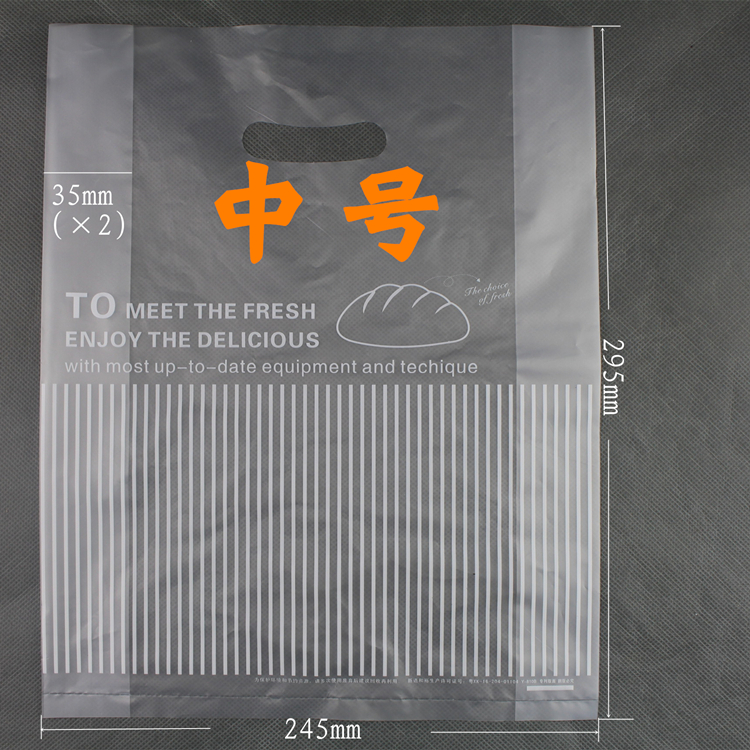 中号
35mm
(×2)
The choice
of fresh
TO MEET THE FRESH
ENJOY THE DELICIOUS
with most up-to-date equipment and techique
295mm
245mm